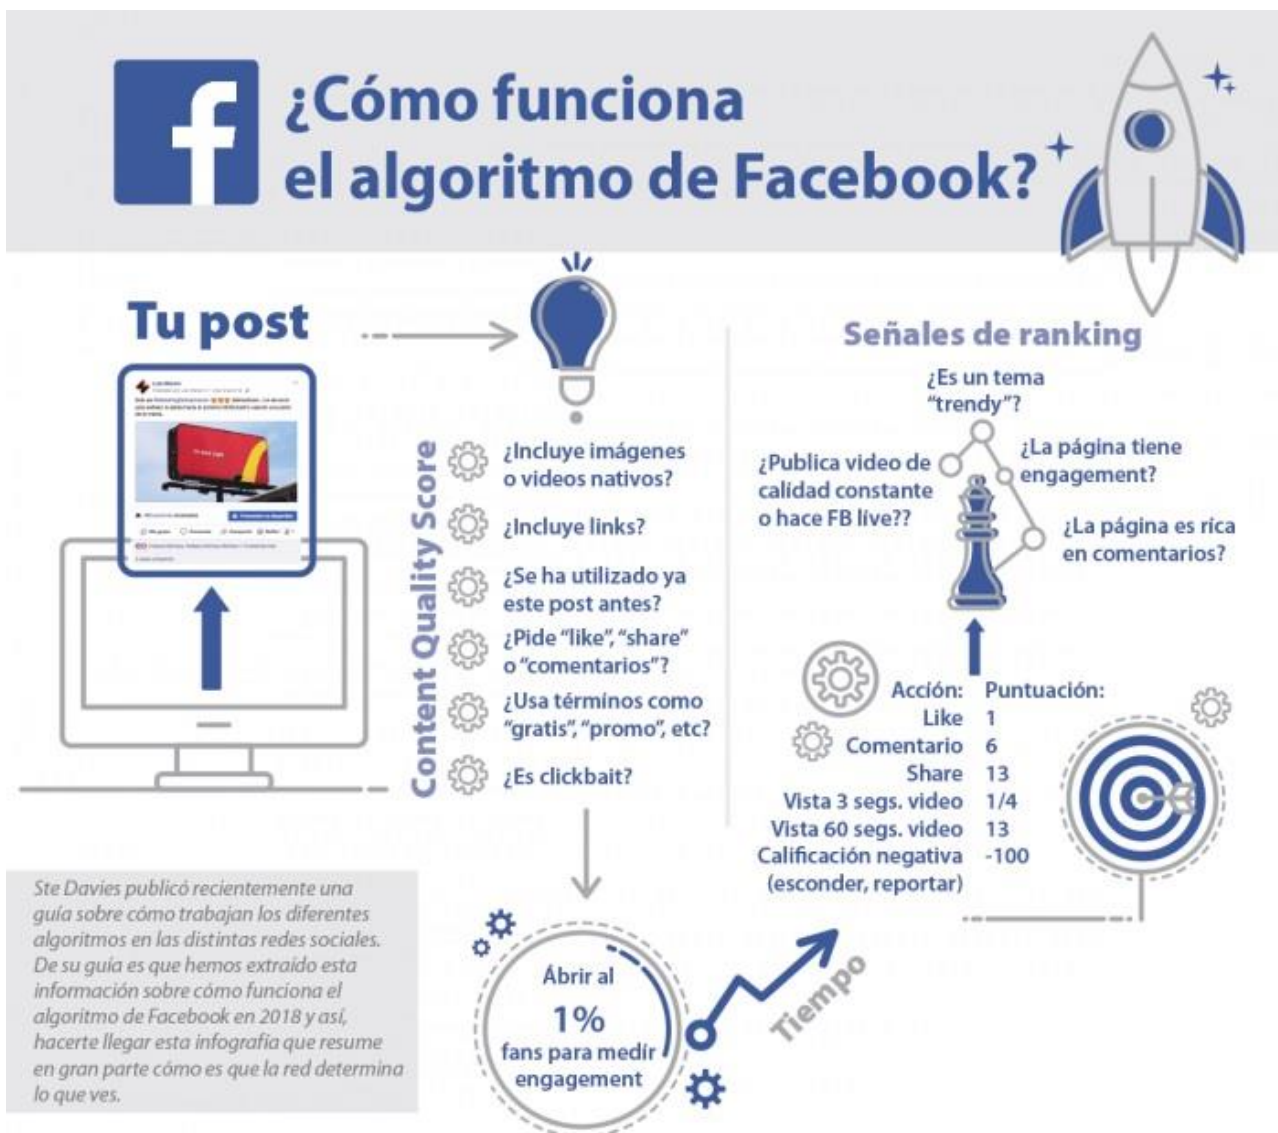 f
¿Cómo funciona
el algoritmo de Facebook?
Tu post
Content Quality Score
¿Incluye imágenes
o videos nativos?
¿Incluye links?
¿Se ha utilizado ya
este post antes?
¿Pide “like”, “share”
o “comentarios”?
¿Usa términos como
“gratis”, “promo”, etc?
¿Es clickbait?
Ábrir al
1%
fans para medír
engagement
Tiempo
Señales de ranking
¿Es un tema
“trendy”?
¿Publica video de
calidad constante
o hace FB líve??
¿La página tiene
engagement?
¿La página es ríca
en comentarios?
Acción: Puntuación:
Like 1
Comentario 6
Share 13
Vista 3 segs. video 1/4
Vista 60 segs. video 13
Calificación negativa -100
(esconder, reportar)
Ste Davies publicó recientemente una
guía sobre cómo trabajan los diferentes
algoritmos en las distintas redes sociales.
De su guía es que hemos extraído esta
información sobre cómo funciona el
algoritmo de Facebook en 2018 y así,
hacerte llegar esta infografía que resume
en gran parte cómo es que la red determina
lo que ves.